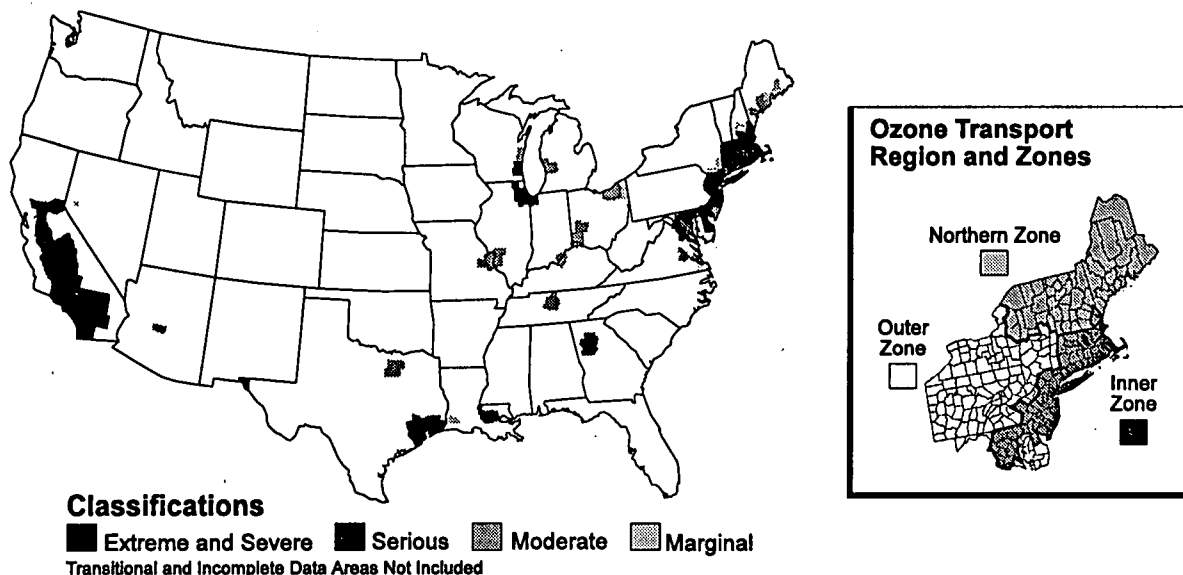 Ozone Transport
Region and Zones
Northern Zone
Outer
Zone
Inner
Zone
Classifications
Extreme and Severe
Serious
Moderate
Marginal
Transitional and Incomplete Data Areas Not Included